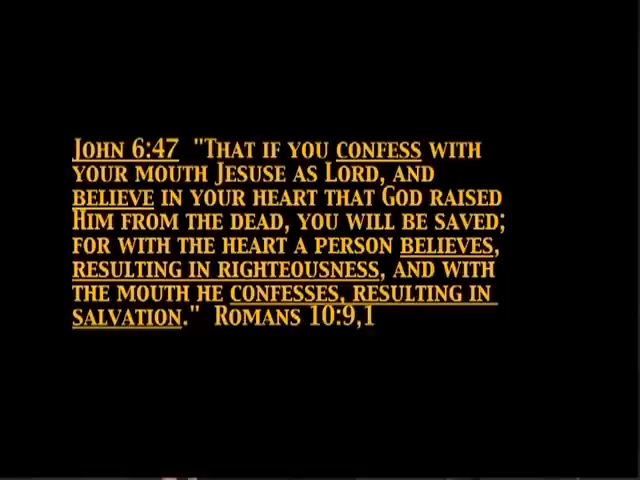 John 6:47 "That if you confess with
your mouth Jesuse as Lord, and
believe in your heart that God raised
Him from the dead, you will be saved;
for with the heart a person believes,
resulting in righteousness, and with
the mouth he confesses, resulting in
salvation." Romans 10:9,1